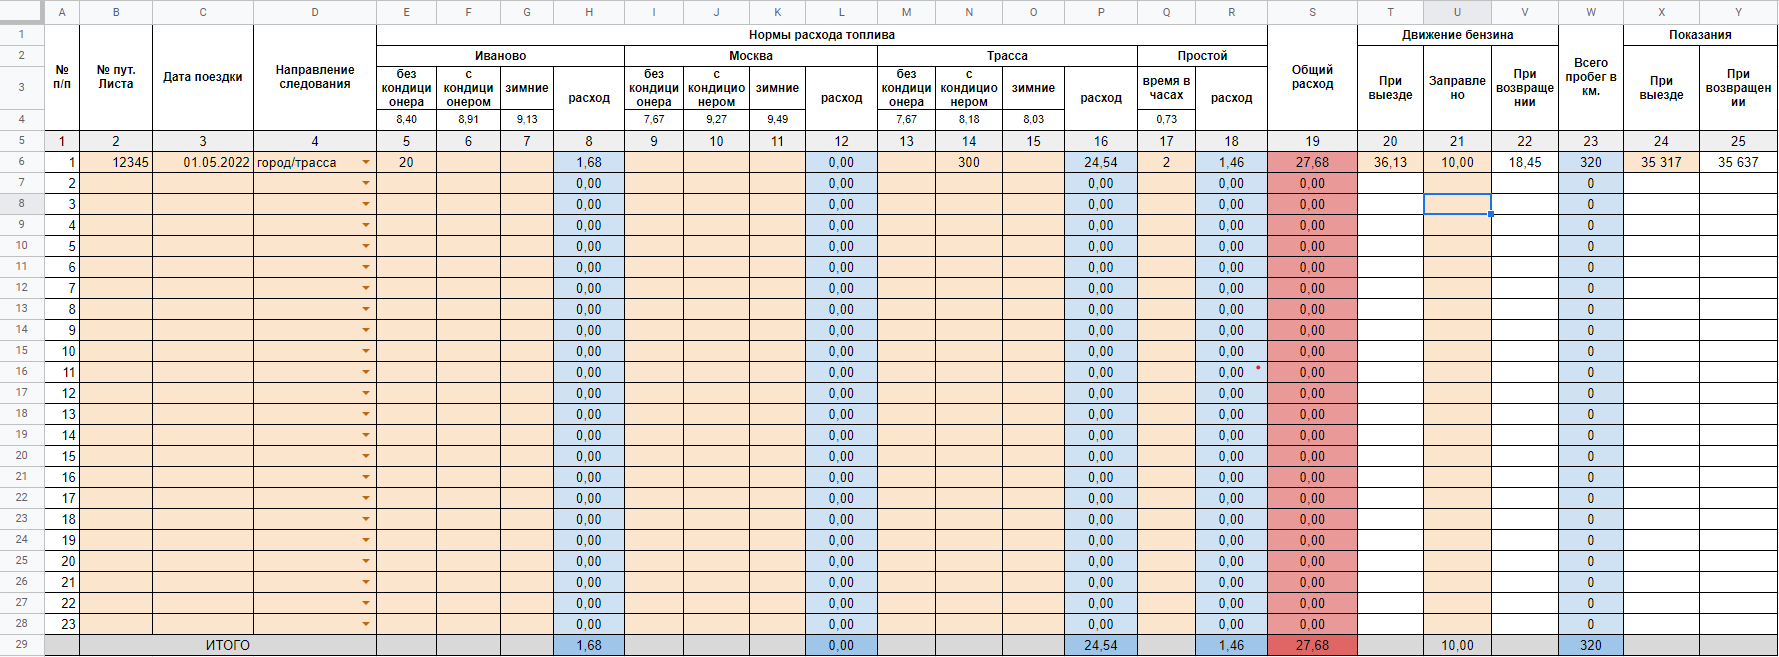 A B C D E F G H I J K L M N O P Q R S T U V W X Y
1 № п/п № пут. Листа Дата поездки Направление следования Нормы расхода топлива Общий расход Движение бензина Всего пробег в км. Показания
2 Иваново Москва Трасса Простой При выезде Заправлено При возвращении При выезде При возвращении
3 без кондиционера с кондиционером зимние расход без кондиционера с кондиционером зимние расход без кондиционера с кондиционером зимние расход время в часах расход
4 8,40 8,91 9,13 7,67 9,27 9,49 7,67 8,18 8,03 0,73
5 1 2 3 4 5 6 7 8 9 10 11 12 13 14 15 16 17 18 19 20 21 22 23 24 25
6 1 12345 01.05.2022 город/трасса 20 1,68 0,00 300 24,54 2 1,46 27,68 36,13 10,00 18,45 320 35 317 35 637
7 2 0,00 0,00 0,00 0,00 0,00 0
8 3 0,00 0,00 0,00 0,00 0,00 0
9 4 0,00 0,00 0,00 0,00 0,00 0
10 5 0,00 0,00 0,00 0,00 0,00 0
11 6 0,00 0,00 0,00 0,00 0,00 0
12 7 0,00 0,00 0,00 0,00 0,00 0
13 8 0,00 0,00 0,00 0,00 0,00 0
14 9 0,00 0,00 0,00 0,00 0,00 0
15 10 0,00 0,00 0,00 0,00 0,00 0
16 11 0,00 0,00 0,00 0,00 0,00 0
17 12 0,00 0,00 0,00 0,00 0,00 0
18 13 0,00 0,00 0,00 0,00 0,00 0
19 14 0,00 0,00 0,00 0,00 0,00 0
20 15 0,00 0,00 0,00 0,00 0,00 0
21 16 0,00 0,00 0,00 0,00 0,00 0
22 17 0,00 0,00 0,00 0,00 0,00 0
23 18 0,00 0,00 0,00 0,00 0,00 0
24 19 0,00 0,00 0,00 0,00 0,00 0
25 20 0,00 0,00 0,00 0,00 0,00 0
26 21 0,00 0,00 0,00 0,00 0,00 0
27 22 0,00 0,00 0,00 0,00 0,00 0
28 23 0,00 0,00 0,00 0,00 0,00 0
29 ИТОГО 1,68 0,00 24,54 1,46 27,68 10,00 320